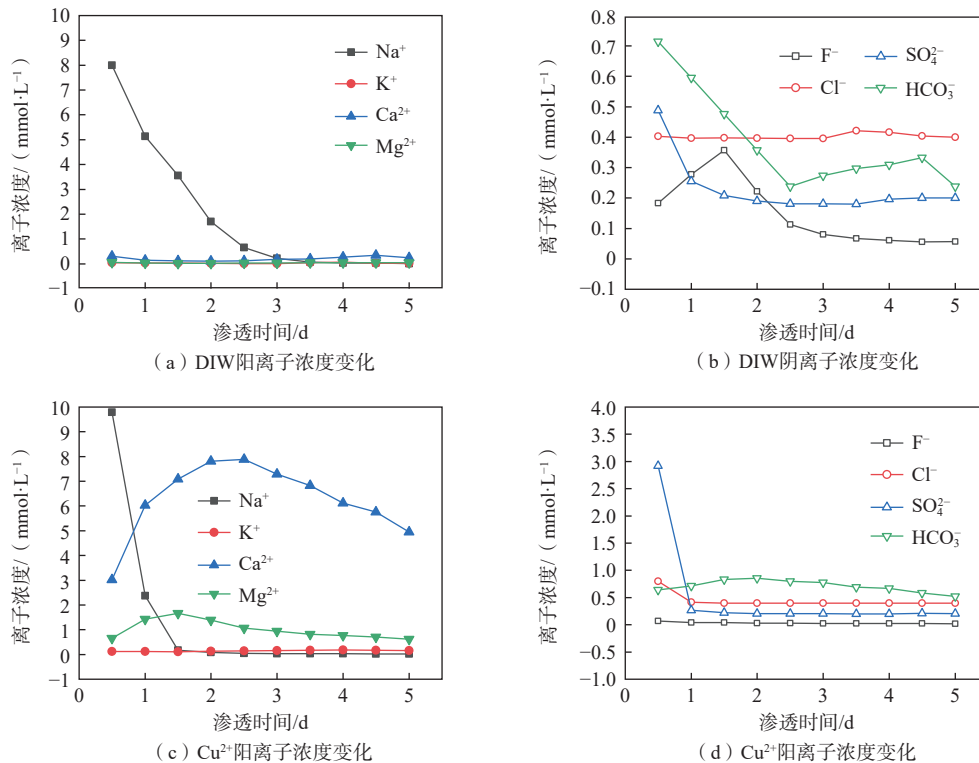 10
9
8
7
6
5
4
3
2
1
0
−1
离子浓度/（mmol·L⁻¹）
Na⁺
K⁺
Ca²⁺
Mg²⁺
0 1 2 3 4 5
渗透时间/d
（a）DIW阳离子浓度变化
0.8
0.7
0.6
0.5
0.4
0.3
0.2
0.1
0
−0.1
离子浓度/（mmol·L⁻¹）
F⁻ SO₄²⁻
Cl⁻ HCO₃⁻
0 1 2 3 4 5
渗透时间/d
（b）DIW阴离子浓度变化
10
9
8
7
6
5
4
3
2
1
0
−1
离子浓度/（mmol·L⁻¹）
Na⁺
K⁺
Ca²⁺
Mg²⁺
0 1 2 3 4 5
渗透时间/d
（c）Cu²⁺阳离子浓度变化
4.0
3.5
3.0
2.5
2.0
1.5
1.0
0.5
0
−0.5
−1.0
离子浓度/（mmol·L⁻¹）
F⁻
Cl⁻
SO₄²⁻
HCO₃⁻
0 1 2 3 4 5
渗透时间/d
（d）Cu²⁺阳离子浓度变化